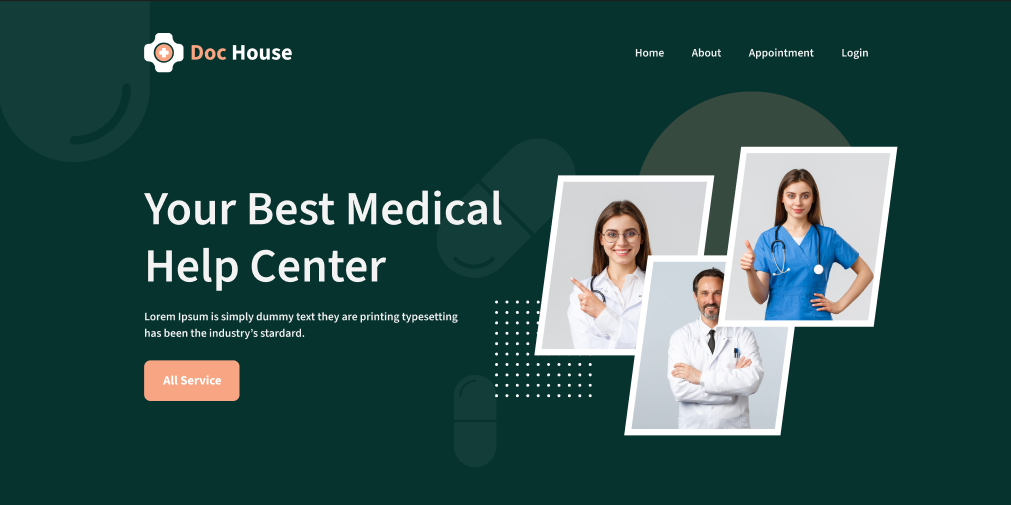 Doc House
Home About Appointment Login
Your Best Medical
Help Center
Lorem Ipsum is simply dummy text they are printing typesetting
has been the industry's stardard.
All Service